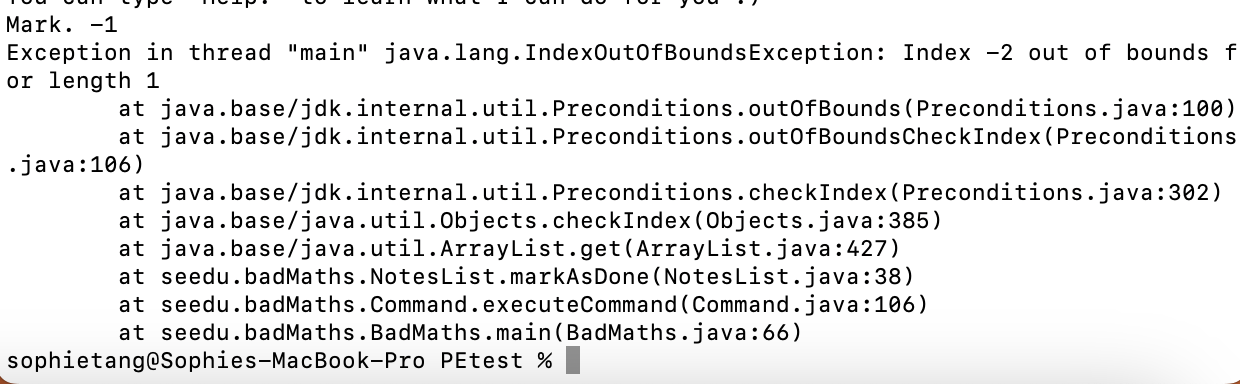 You can type "Help." to learn what I can do for you :)
Mark. -1
Exception in thread "main" java.lang.IndexOutOfBoundsException: Index -2 out of bounds f
or length 1
at java.base/jdk.internal.util.Preconditions.outOfBounds(Preconditions.java:100)
at java.base/jdk.internal.util.Preconditions.outOfBoundsCheckIndex(Preconditions
.java:106)
at java.base/jdk.internal.util.Preconditions.checkIndex(Preconditions.java:302)
at java.base/java.util.Objects.checkIndex(Objects.java:385)
at java.base/java.util.ArrayList.get(ArrayList.java:427)
at seedu.badMaths.NotesList.markAsDone(NotesList.java:38)
at seedu.badMaths.Command.executeCommand(Command.java:106)
at seedu.badMaths.BadMaths.main(BadMaths.java:66)
sophietang@Sophies-MacBook-Pro PEtest %